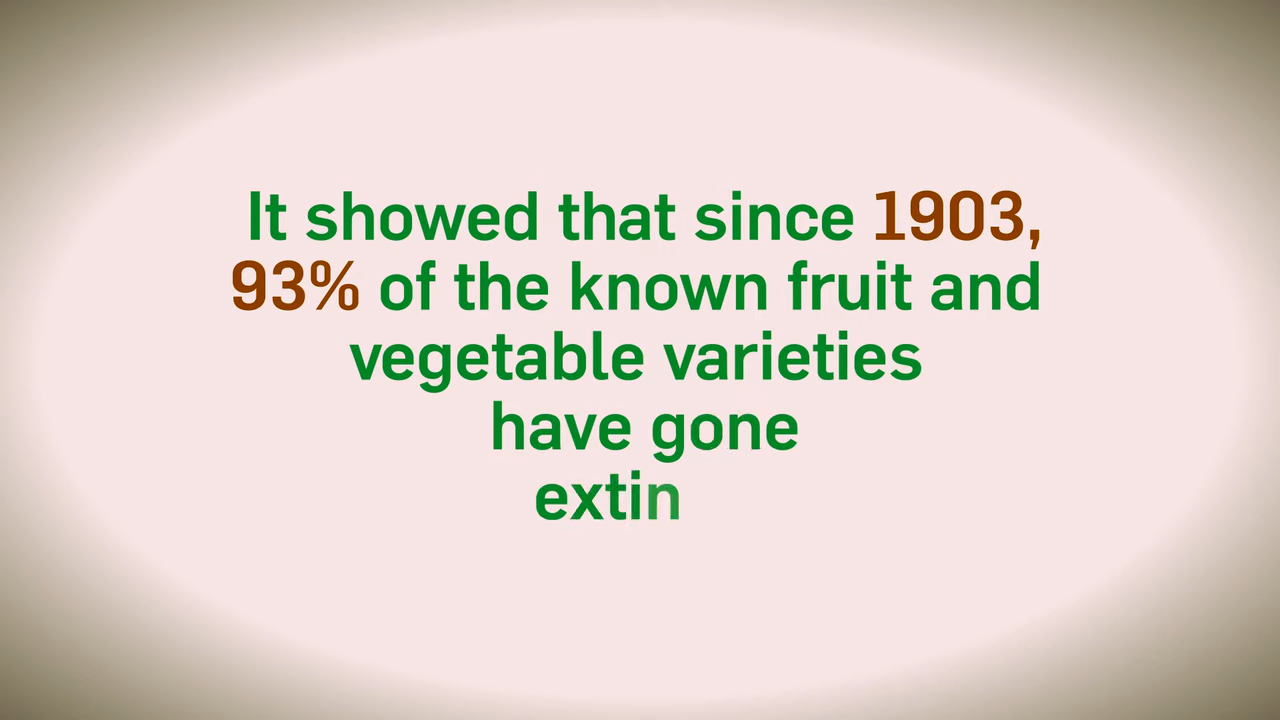 It showed that since 1903,
93% of the known fruit and
vegetable varieties
have gone
extin